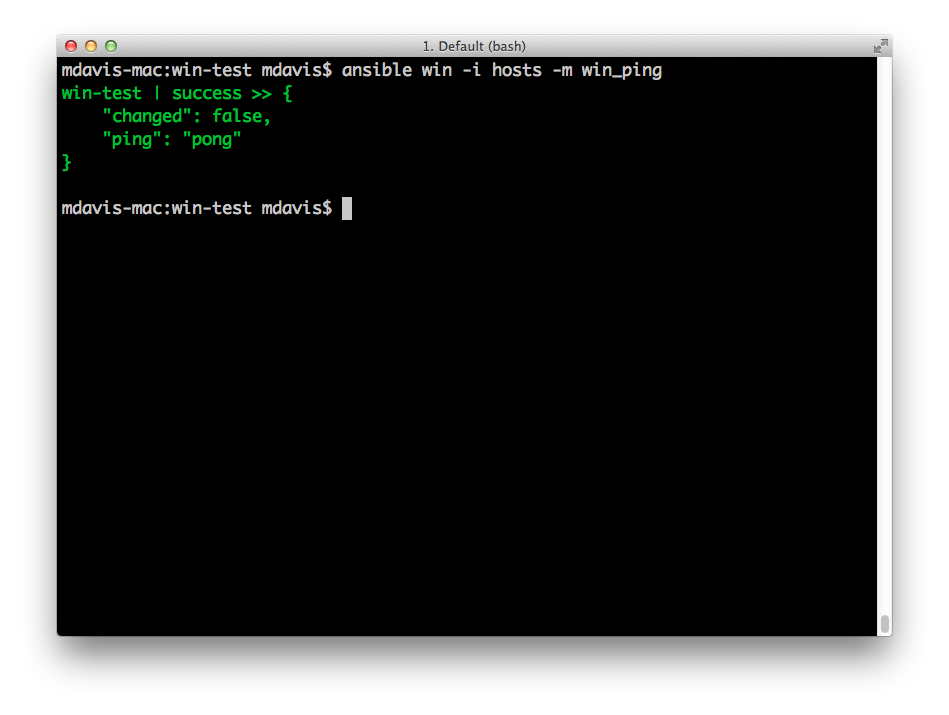 1. Default (bash)
mdavis-mac:win-test mdavis$ ansible win -i hosts -m win_ping
win-test | success >> {
    "changed": false,
    "ping": "pong"
}
mdavis-mac:win-test mdavis$